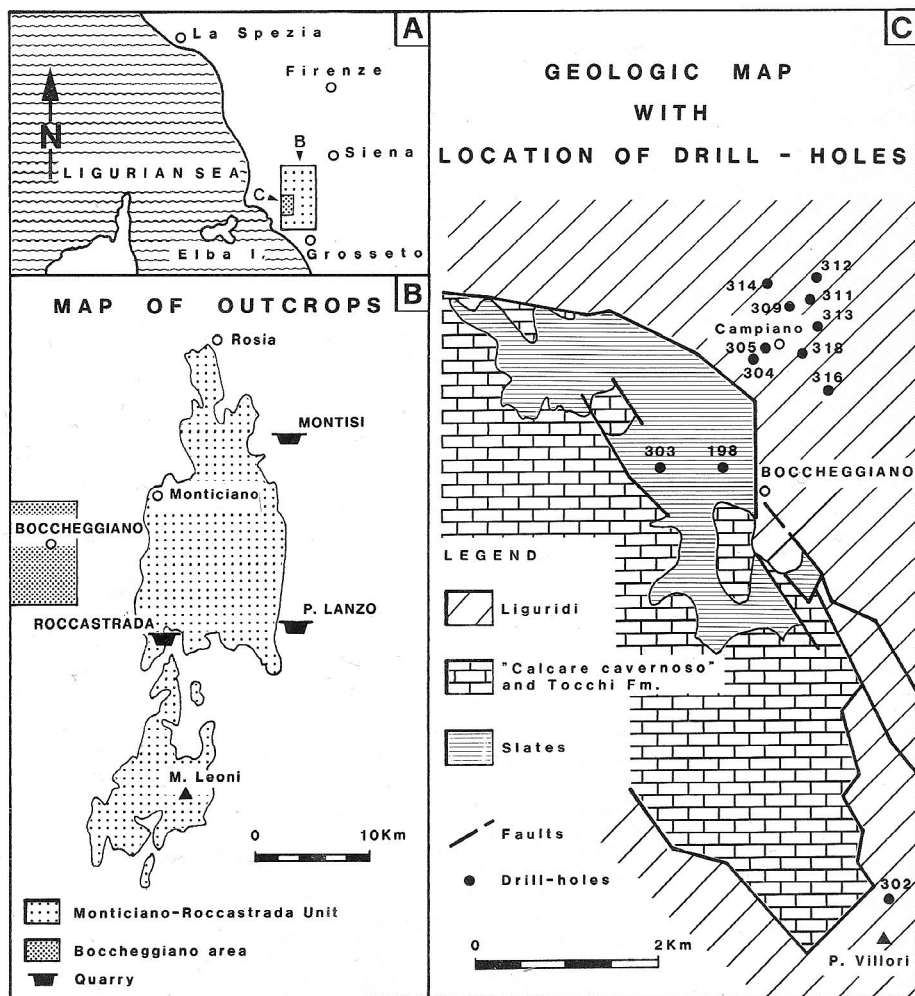 A
La Spezia
Firenze
N
B
Siena
LIGURIAN SEA
C
Elba I.
Grosseto
MAP OF OUTCROPS
B
Rosia
MONTISI
Monticiano
BOCCHEGGIANO
ROCCASTRADA
P. LANZO
M. Leoni
0 10Km
Monticiano-Roccastrada Unit
Boccheggiano area
Quarry
C
GEOLOGIC MAP
WITH
LOCATION OF DRILL - HOLES
312
314
311
309
313
Campiano
305
318
304
316
303
198
BOCCHEGGIANO
LEGEND
Liguridi
"Calcare cavernoso"
and Tocchi Fm.
Slates
Faults
Drill-holes
302
0 2Km
P. Villori